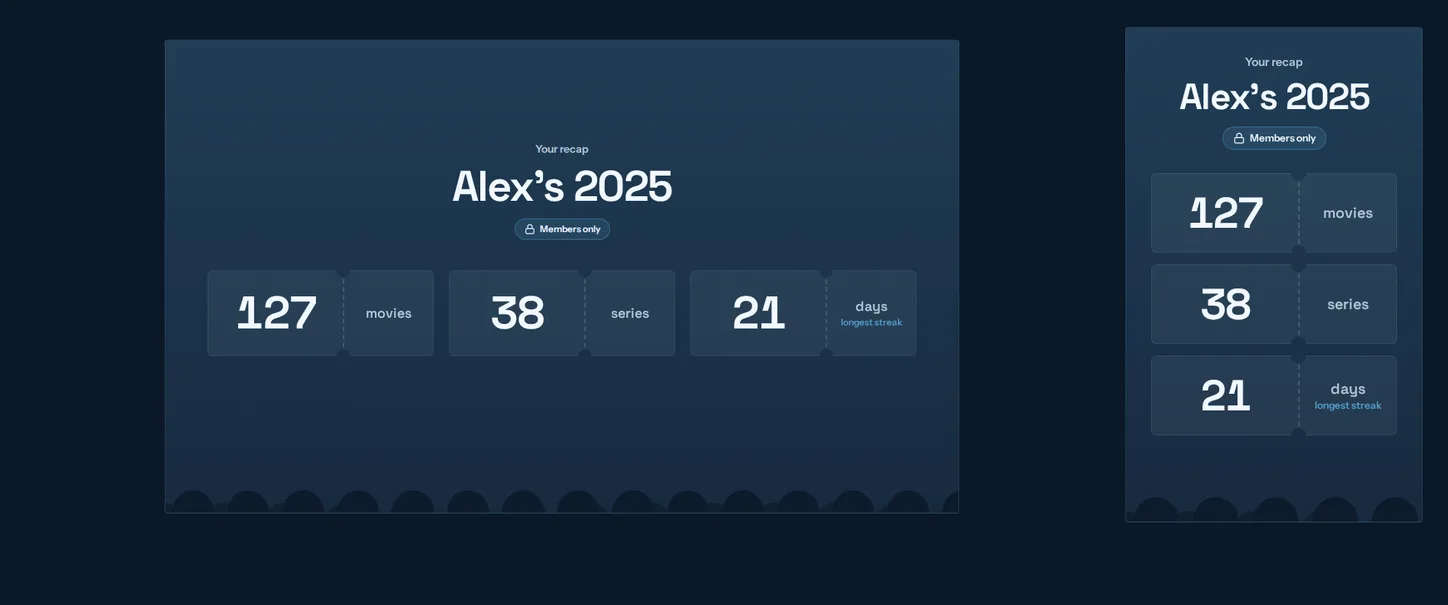 Your recap
Alex’s 2025
Members only
127 movies
38 series
21 days
longest streak
Your recap
Alex’s 2025
Members only
127 movies
38 series
21 days
longest streak